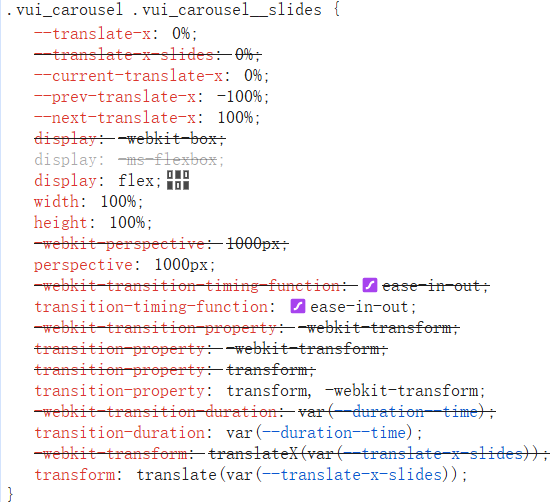 .vui_carousel .vui_carousel__slides {
--translate-x: 0%;
--translate-x-slides: 0%;
--current-translate-x: 0%;
--prev-translate-x: -100%;
--next-translate-x: 100%;
display: -webkit-box;
display: -ms-flexbox;
display: flex;
width: 100%;
height: 100%;
-webkit-perspective: 1000px;
perspective: 1000px;
-webkit-transition-timing-function: ease-in-out;
transition-timing-function: ease-in-out;
-webkit-transition-property: -webkit-transform;
transition-property: -webkit-transform;
transition-property: transform;
transition-property: transform, -webkit-transform;
-webkit-transition-duration: var(--duration--time);
transition-duration: var(--duration--time);
-webkit-transform: translateX(var(--translate-x-slides));
transform: translate(var(--translate-x-slides));
}